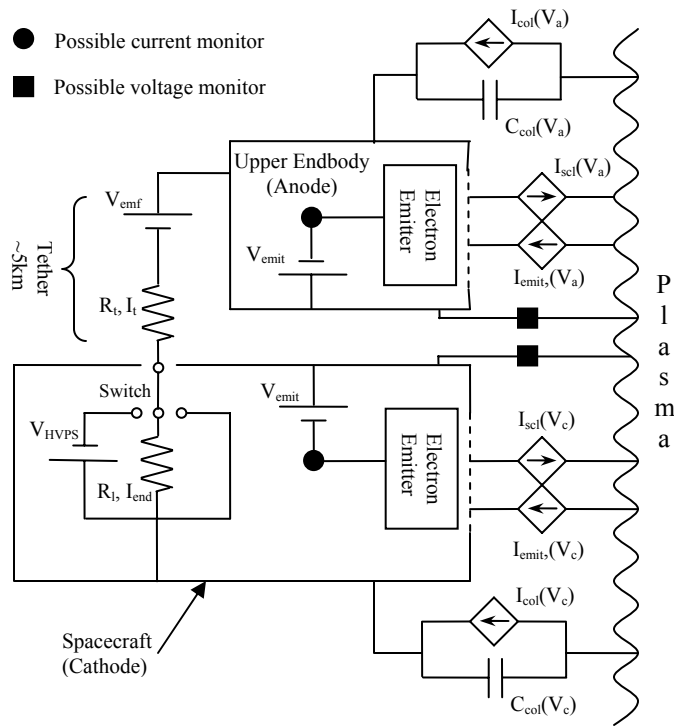 I_col(V_a)
Possible current monitor
Possible voltage monitor
C_col(V_a)
Upper Endbody
(Anode)
Electron
Emitter
I_scl(V_a)
V_emf
Tether
~5km
V_emit
I_emit,(V_a)
R_t, I_t
Plasma
Switch
V_emit
V_HVPS
Electron
Emitter
I_scl(V_c)
R_l, I_end
I_emit,(V_c)
I_col(V_c)
Spacecraft
(Cathode)
C_col(V_c)